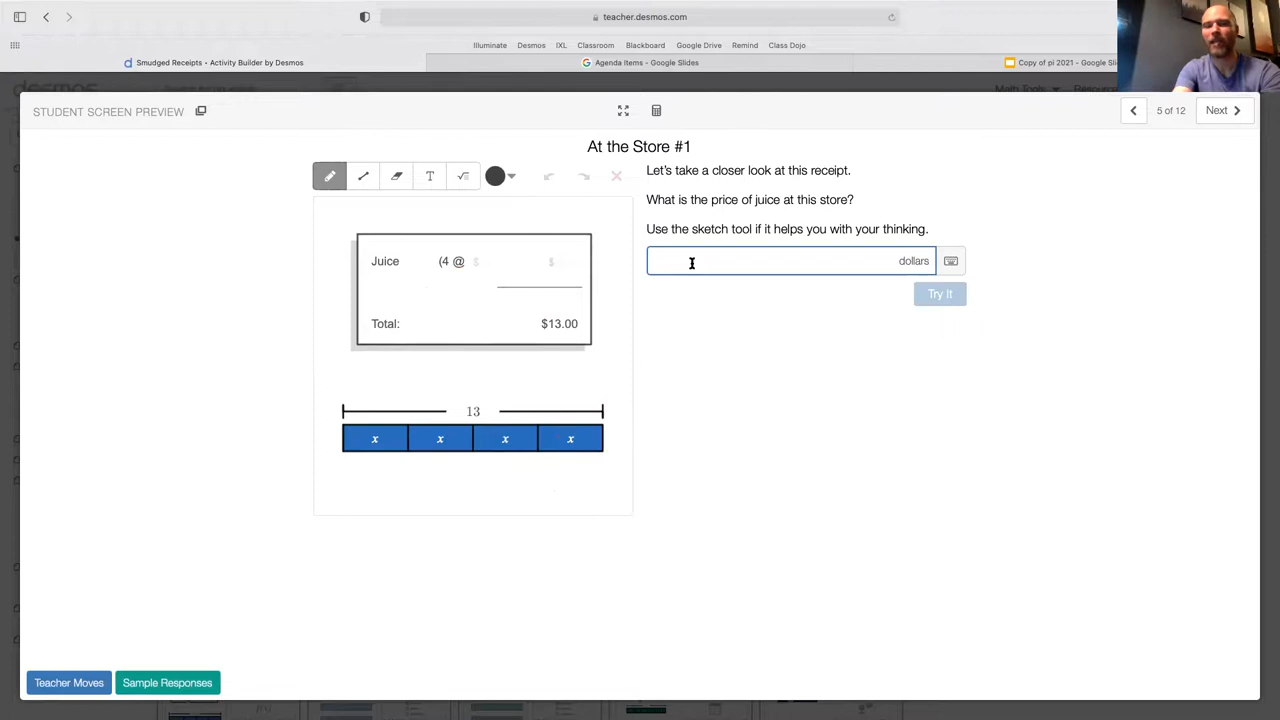 teacher.desmos.com
Illuminate Desmos IXL Classroom Blackboard Google Drive Remind Class Dojo
Smudged Receipts • Activity Builder by Desmos
Agenda Items - Google Slides
Copy of pi 2021 - Google Sli
desmos
Math Tools
STUDENT SCREEN PREVIEW
5 of 12
Next
At the Store #1
T
Let's take a closer look at this receipt.
What is the price of juice at this store?
Use the sketch tool if it helps you with your thinking.
dollars
Try It
Juice (4 @ $ $
Total: $13.00
13
x x x x
Teacher Moves
Sample Responses